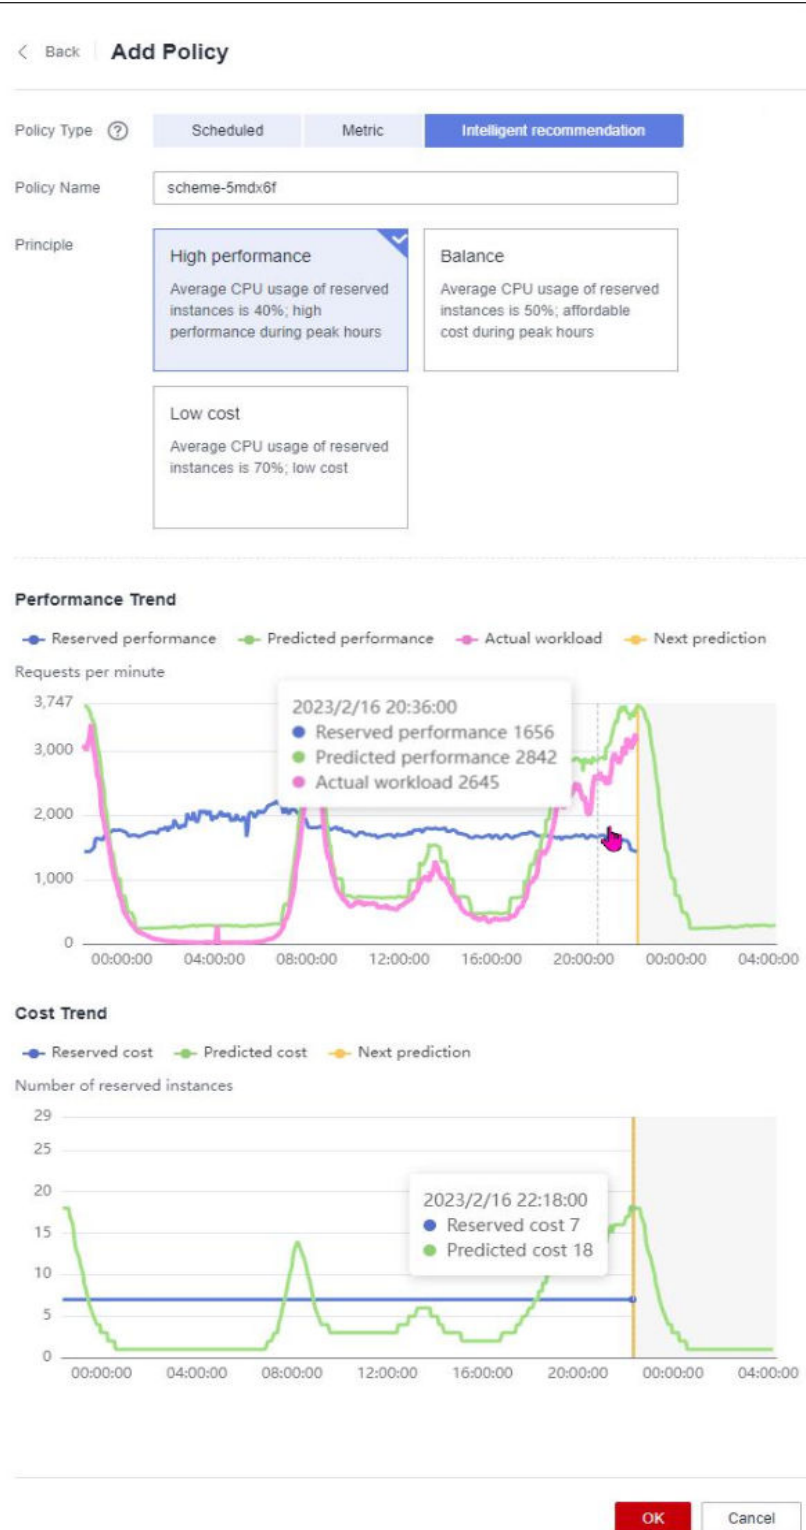 Back
Add Policy
Policy Type ?
Scheduled
Metric
Intelligent recommendation
Policy Name
scheme-5mdx6f
Principle
High performance
Average CPU usage of reserved
instances is 40%; high
performance during peak hours
Balance
Average CPU usage of reserved
instances is 50%; affordable
cost during peak hours
Low cost
Average CPU usage of reserved
instances is 70%; low cost
Performance Trend
Reserved performance Predicted performance Actual workload Next prediction
Requests per minute
3,747
3,000
2,000
1,000
0
2023/2/16 20:36:00
Reserved performance 1656
Predicted performance 2842
Actual workload 2645
00:00:00 04:00:00 08:00:00 12:00:00 16:00:00 20:00:00 00:00:00 04:00:00
Cost Trend
Reserved cost Predicted cost Next prediction
Number of reserved instances
29
25
20
15
10
5
0
2023/2/16 22:18:00
Reserved cost 7
Predicted cost 18
00:00:00 04:00:00 08:00:00 12:00:00 16:00:00 20:00:00 00:00:00 04:00:00
OK
Cancel